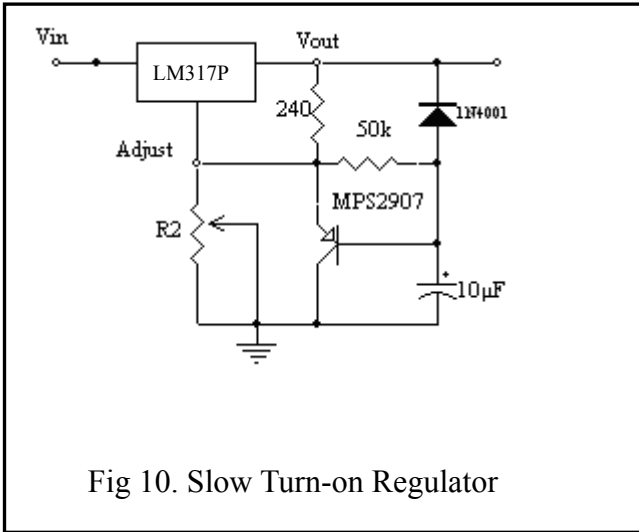 Vin
Vout
LM317P
1N4001
240
50k
Adjust
MPS2907
R2
+
10µF
Fig 10. Slow Turn-on Regulator